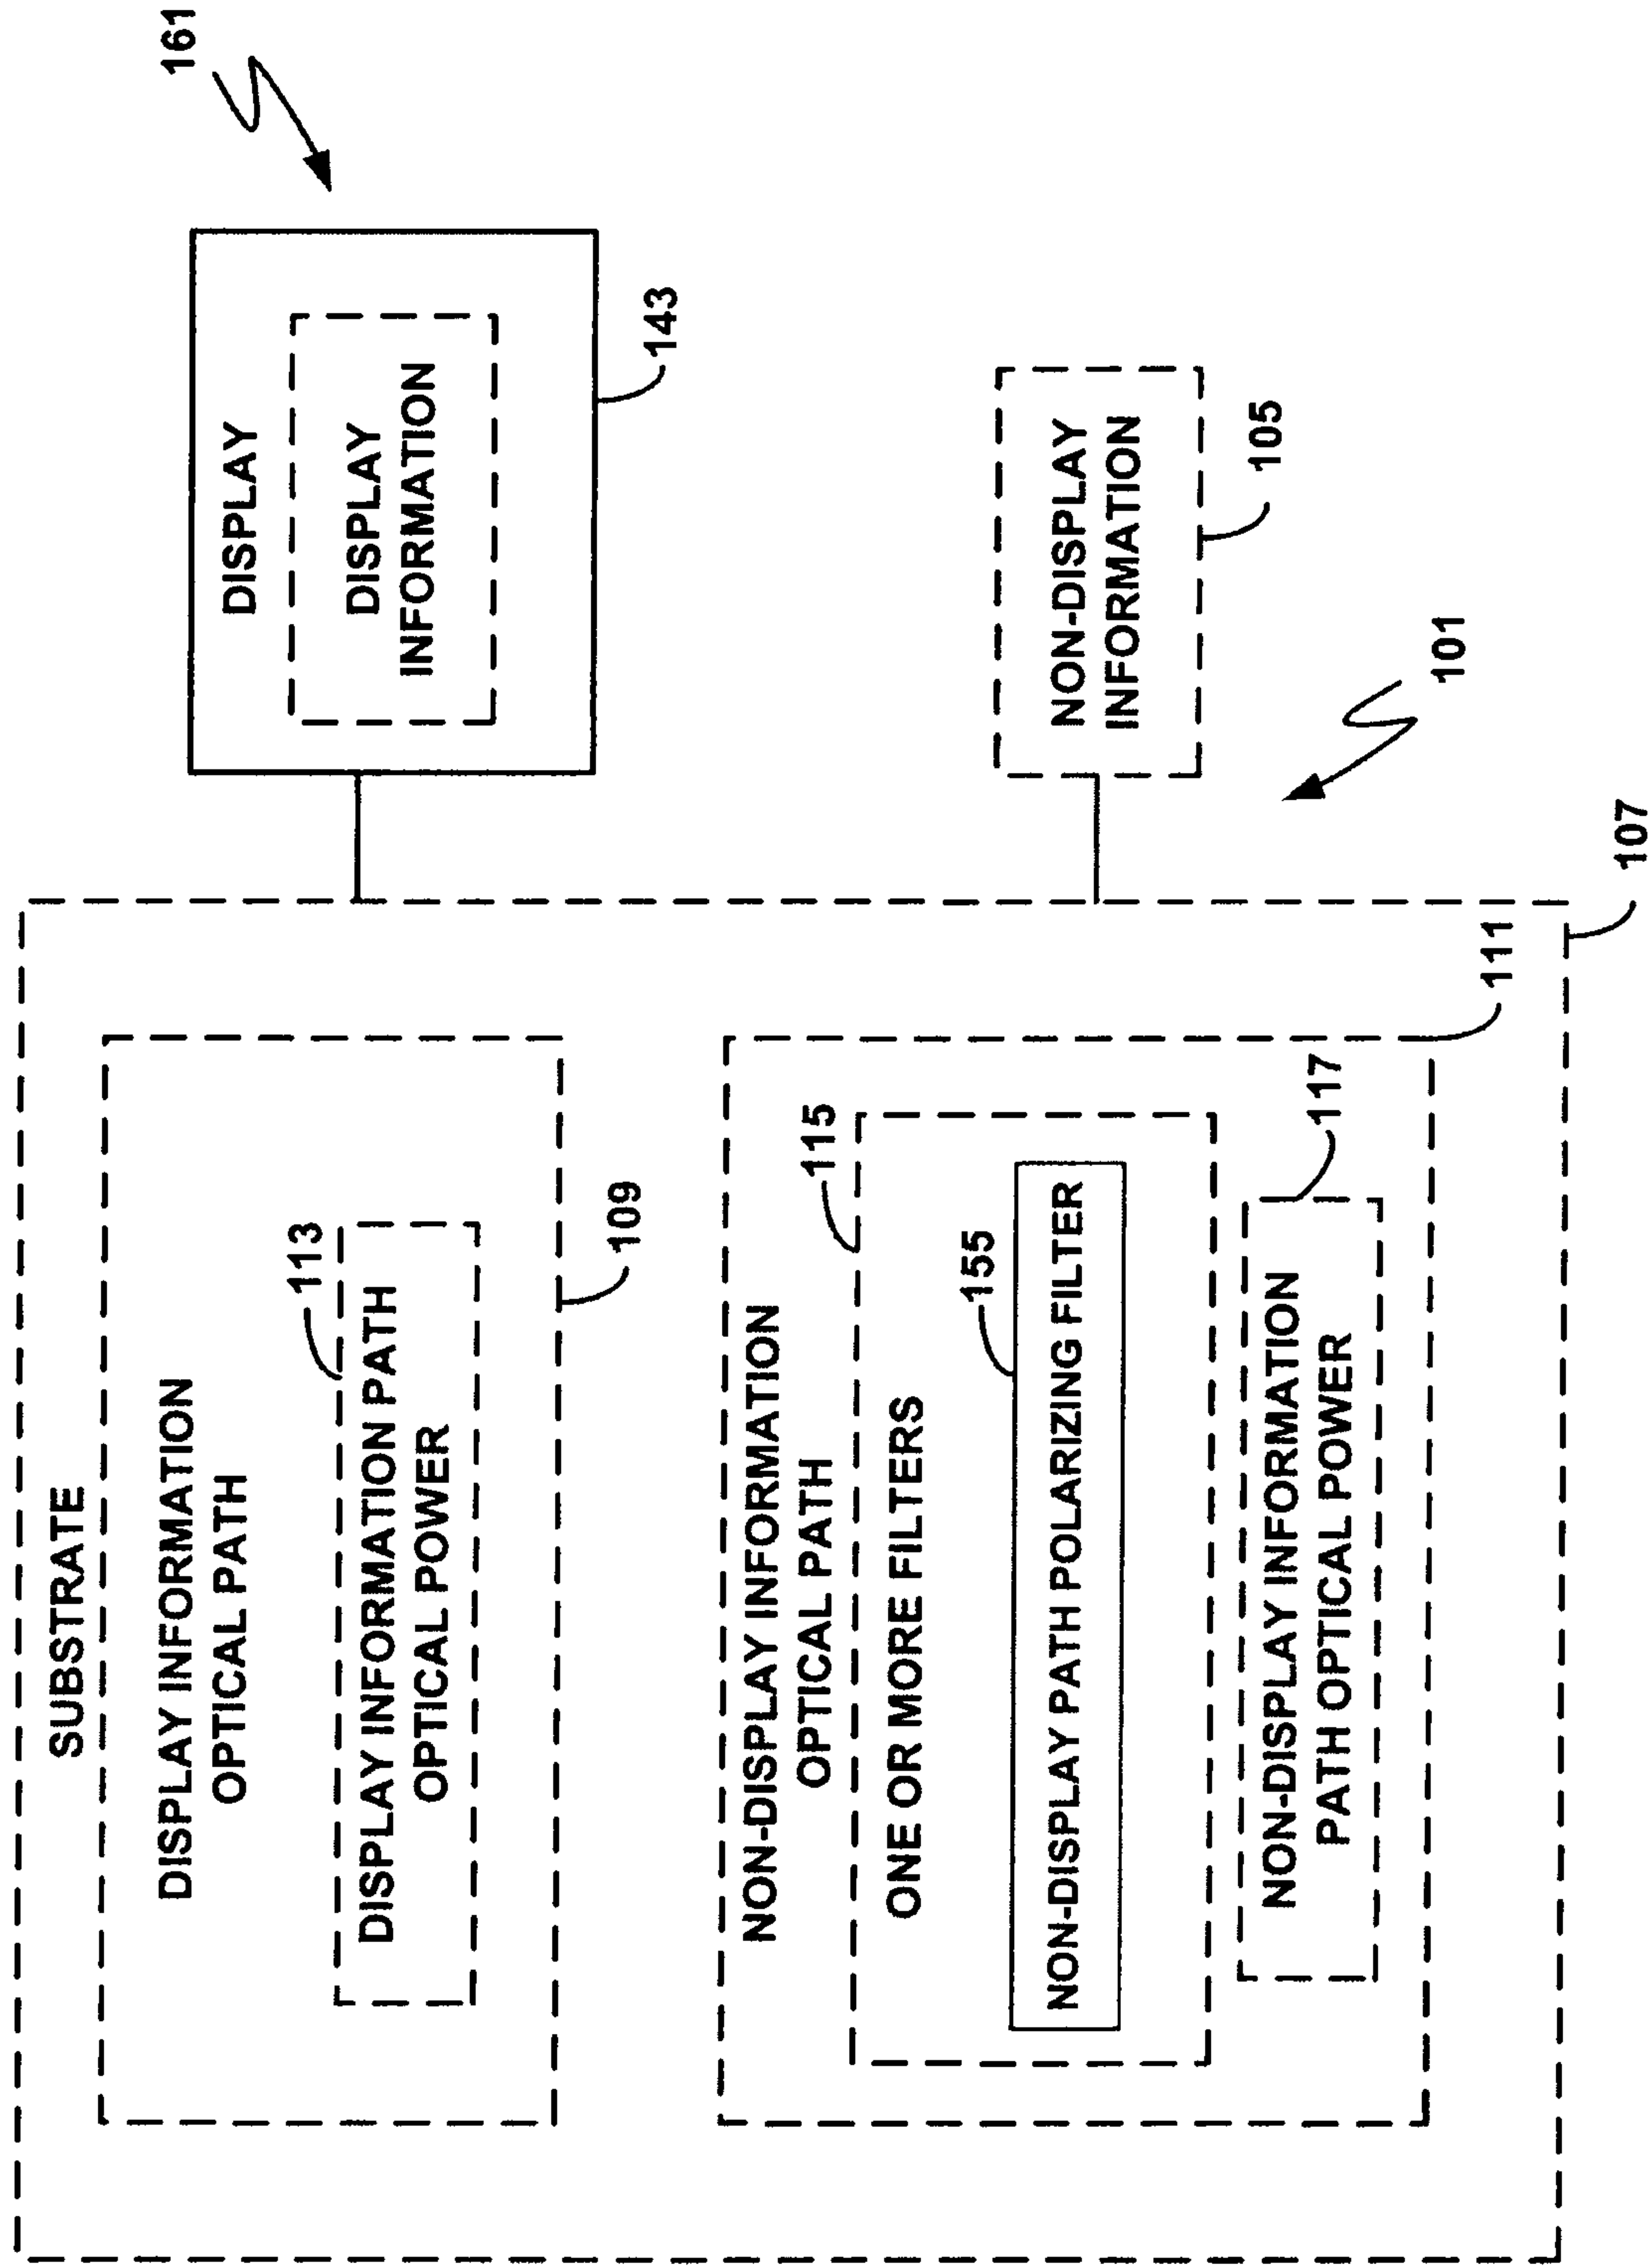 SUBSTRATE
DISPLAY INFORMATION
OPTICAL PATH
113
DISPLAY INFORMATION PATH
OPTICAL POWER
109
NON-DISPLAY INFORMATION
OPTICAL PATH
115
ONE OR MORE FILTERS
155
NON-DISPLAY PATH POLARIZING FILTER
117
NON-DISPLAY INFORMATION
PATH OPTICAL POWER
111
107
161
DISPLAY
DISPLAY
INFORMATION
143
NON-DISPLAY
INFORMATION
105
101